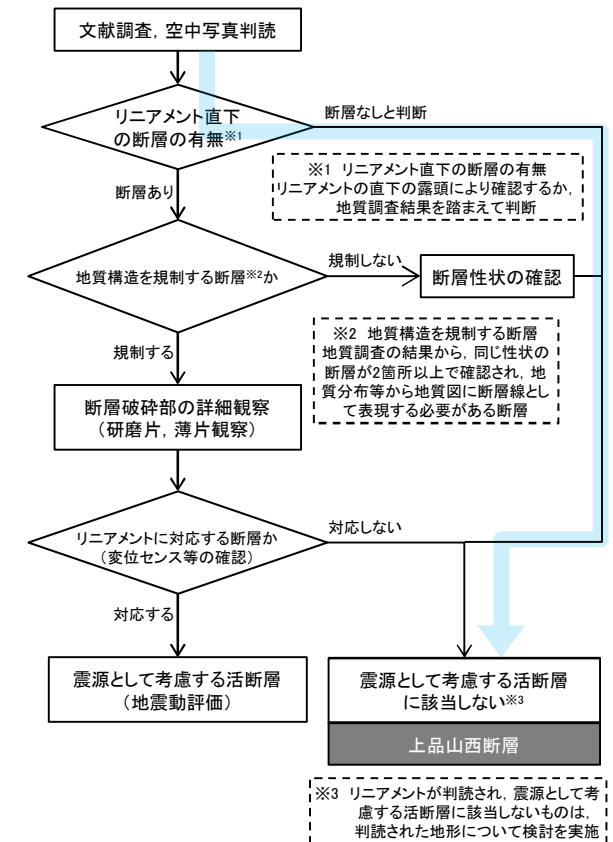 文献調査，空中写真判読
リニアメント直下
の断層の有無※1
断層なしと判断
※1 リニアメント直下の断層の有無
リニアメントの直下の露頭により確認するか，
地質調査結果を踏まえて判断
断層あり
地質構造を規制する断層※2か
規制しない
断層性状の確認
※2 地質構造を規制する断層
地質調査の結果から，同じ性状の
断層が2箇所以上で確認され，地
質分布等から地質図に断層線とし
て表現する必要がある断層
規制する
断層破砕部の詳細観察
（研磨片，薄片観察）
リニアメントに対応する断層か
（変位センス等の確認）
対応しない
対応する
震源として考慮する活断層
（地震動評価）
震源として考慮する活断層
に該当しない※3
上品山西断層
※3 リニアメントが判読され，震源として考
慮する活断層に該当しないものは，
判読された地形について検討を実施